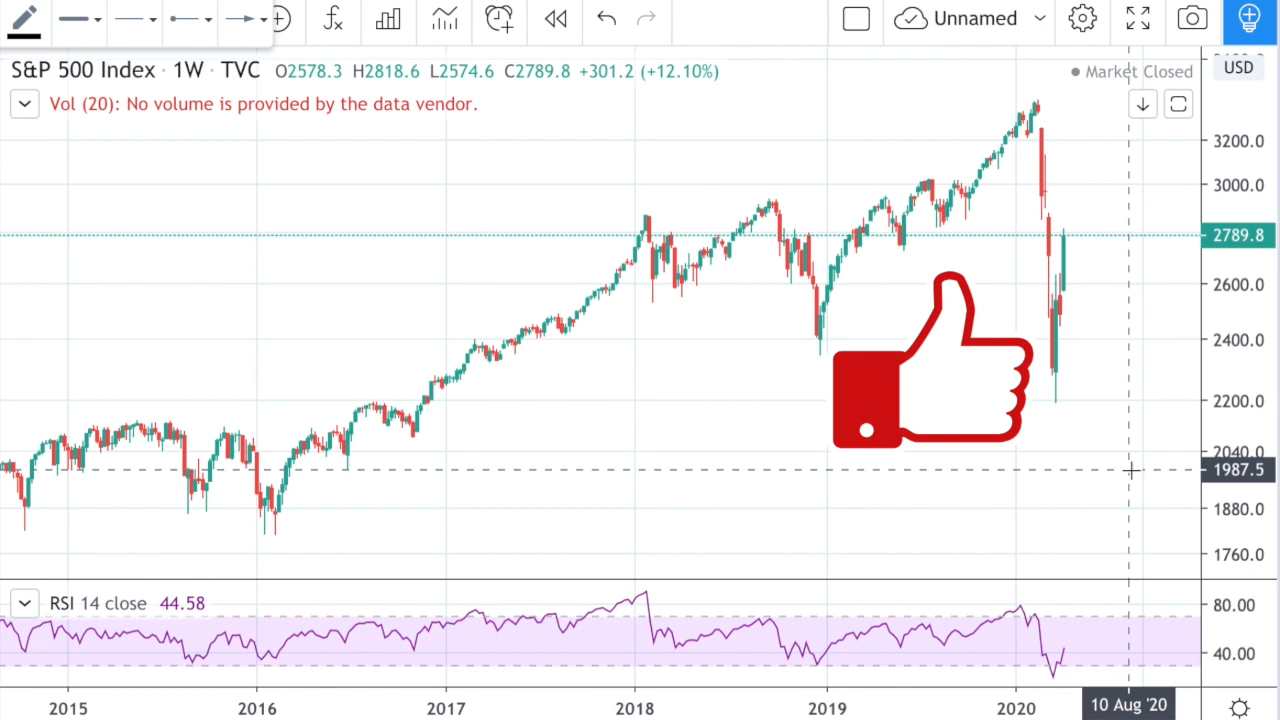 Unnamed
S&P 500 Index · 1W · TVC O2578.3 H2818.6 L2574.6 C2789.8 +301.2 (+12.10%)
Market Closed
USD
Vol (20): No volume is provided by the data vendor.
3200.0
3000.0
2789.8
2600.0
2400.0
2200.0
2040.0
1987.5
1880.0
1760.0
RSI 14 close 44.58
80.00
40.00
2015 2016 2017 2018 2019 2020 10 Aug '20